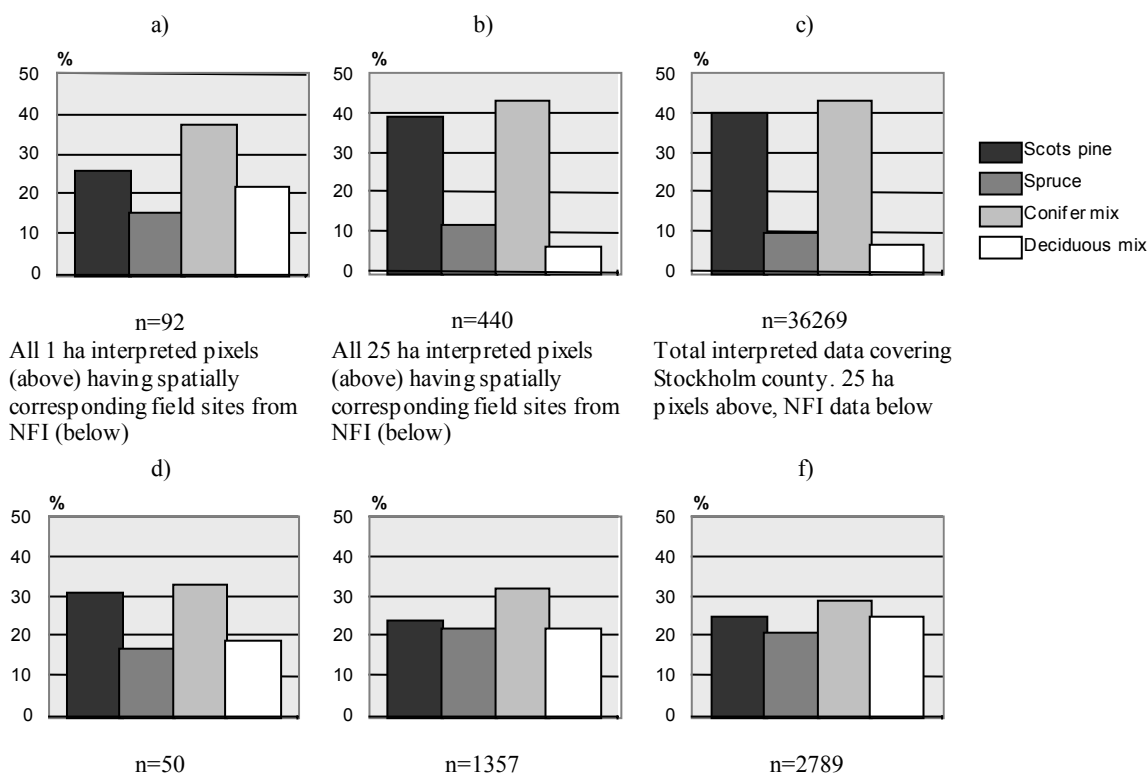 a)
b)
c)
%
50
40
30
20
10
0
%
50
40
30
20
10
0
%
50
40
30
20
10
0
Scots pine
Spruce
Conifer mix
Deciduous mix
n=92
All 1 ha interpreted pixels
(above) having spatially
corresponding field sites from
NFI (below)
n=440
All 25 ha interpreted pixels
(above) having spatially
corresponding field sites from
NFI (below)
n=36269
Total interpreted data covering
Stockholm county. 25 ha
pixels above, NFI data below
d)
f)
%
50
40
30
20
10
0
%
50
40
30
20
10
0
%
50
40
30
20
10
0
n=50
n=1357
n=2789